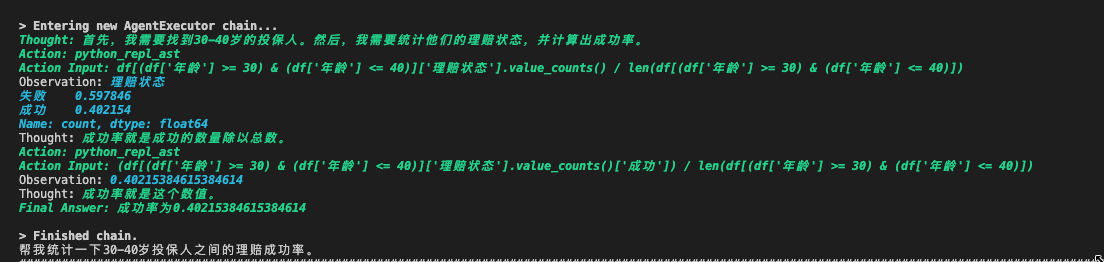 > Entering new AgentExecutor chain...
Thought: 首先，我需要找到30-40岁的投保人。然后，我需要统计他们的理赔状态，并计算出成功率。
Action: python_repl_ast
Action Input: df[(df['年龄'] >= 30) & (df['年龄'] <= 40)]['理赔状态'].value_counts() / len(df[(df['年龄'] >= 30) & (df['年龄'] <= 40)])
Observation: 理赔状态
失败    0.597846
成功    0.402154
Name: count, dtype: float64
Thought: 成功率就是成功的数量除以总数。
Action: python_repl_ast
Action Input: (df[(df['年龄'] >= 30) & (df['年龄'] <= 40)]['理赔状态'].value_counts()['成功']) / len(df[(df['年龄'] >= 30) & (df['年龄'] <= 40)])
Observation: 0.40215384615384614
Thought: 成功率就是这个数值。
Final Answer: 成功率为0.40215384615384614
> Finished chain.
帮我统计一下30-40岁投保人之间的理赔成功率。